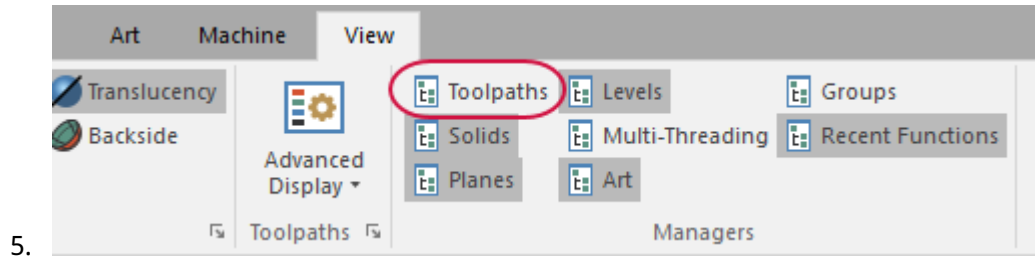 Art Machine View
Translucency
Backside
Advanced
Display
Toolpaths
Toolpaths Levels Groups
Solids Multi-Threading Recent Functions
Planes Art
Managers
5.